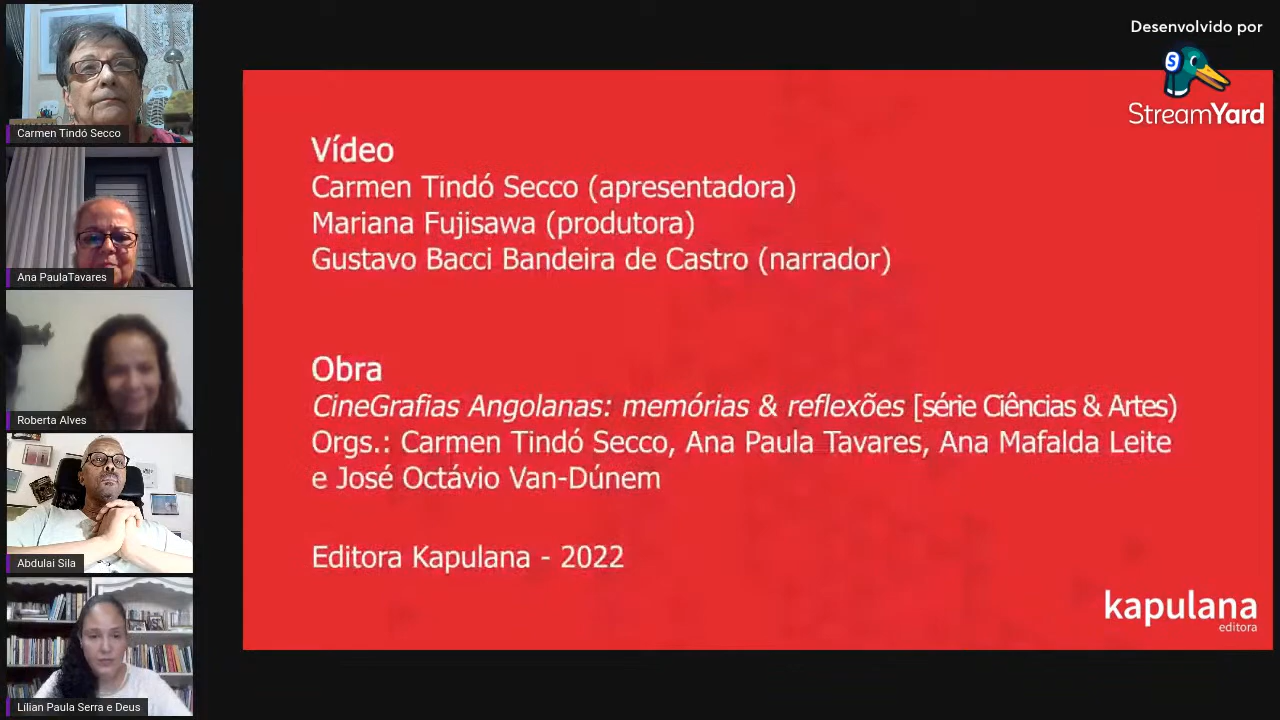 Carmen Tindó Secco
Ana PaulaTavares
Roberta Alves
Abdulai Sila
Lílian Paula Serra e Deus
Desenvolvido por
S
StreamYard
Vídeo
Carmen Tindó Secco (apresentadora)
Mariana Fujisawa (produtora)
Gustavo Bacci Bandeira de Castro (narrador)
Obra
CineGrafias Angolanas: memórias & reflexões [série Ciências & Artes)
Orgs.: Carmen Tindó Secco, Ana Paula Tavares, Ana Mafalda Leite
e José Octávio Van-Dúnem
Editora Kapulana - 2022
kapulana
editora